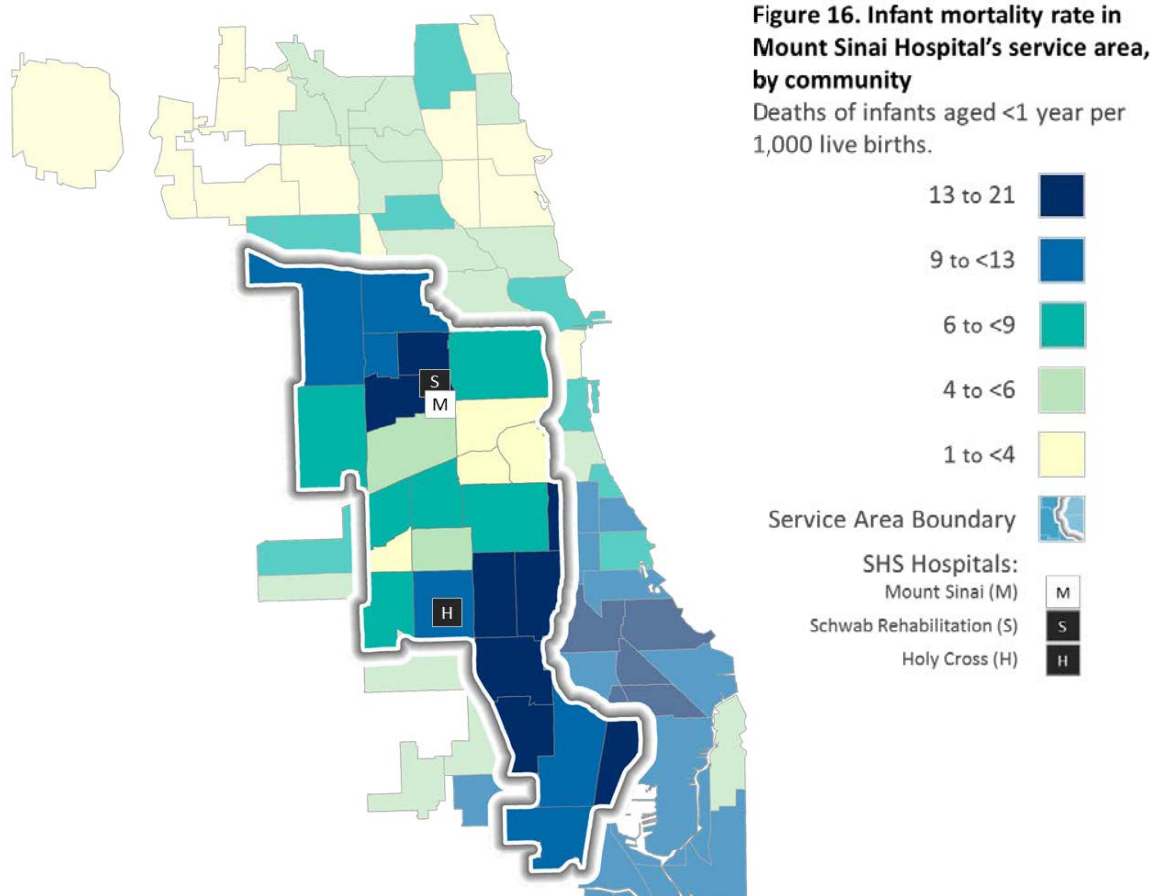 Figure 16. Infant mortality rate in
Mount Sinai Hospital's service area,
by community
Deaths of infants aged <1 year per
1,000 live births.
13 to 21
9 to <13
6 to <9
4 to <6
1 to <4
Service Area Boundary
SHS Hospitals:
Mount Sinai (M) M
Schwab Rehabilitation (S) S
Holy Cross (H) H
S
M
H